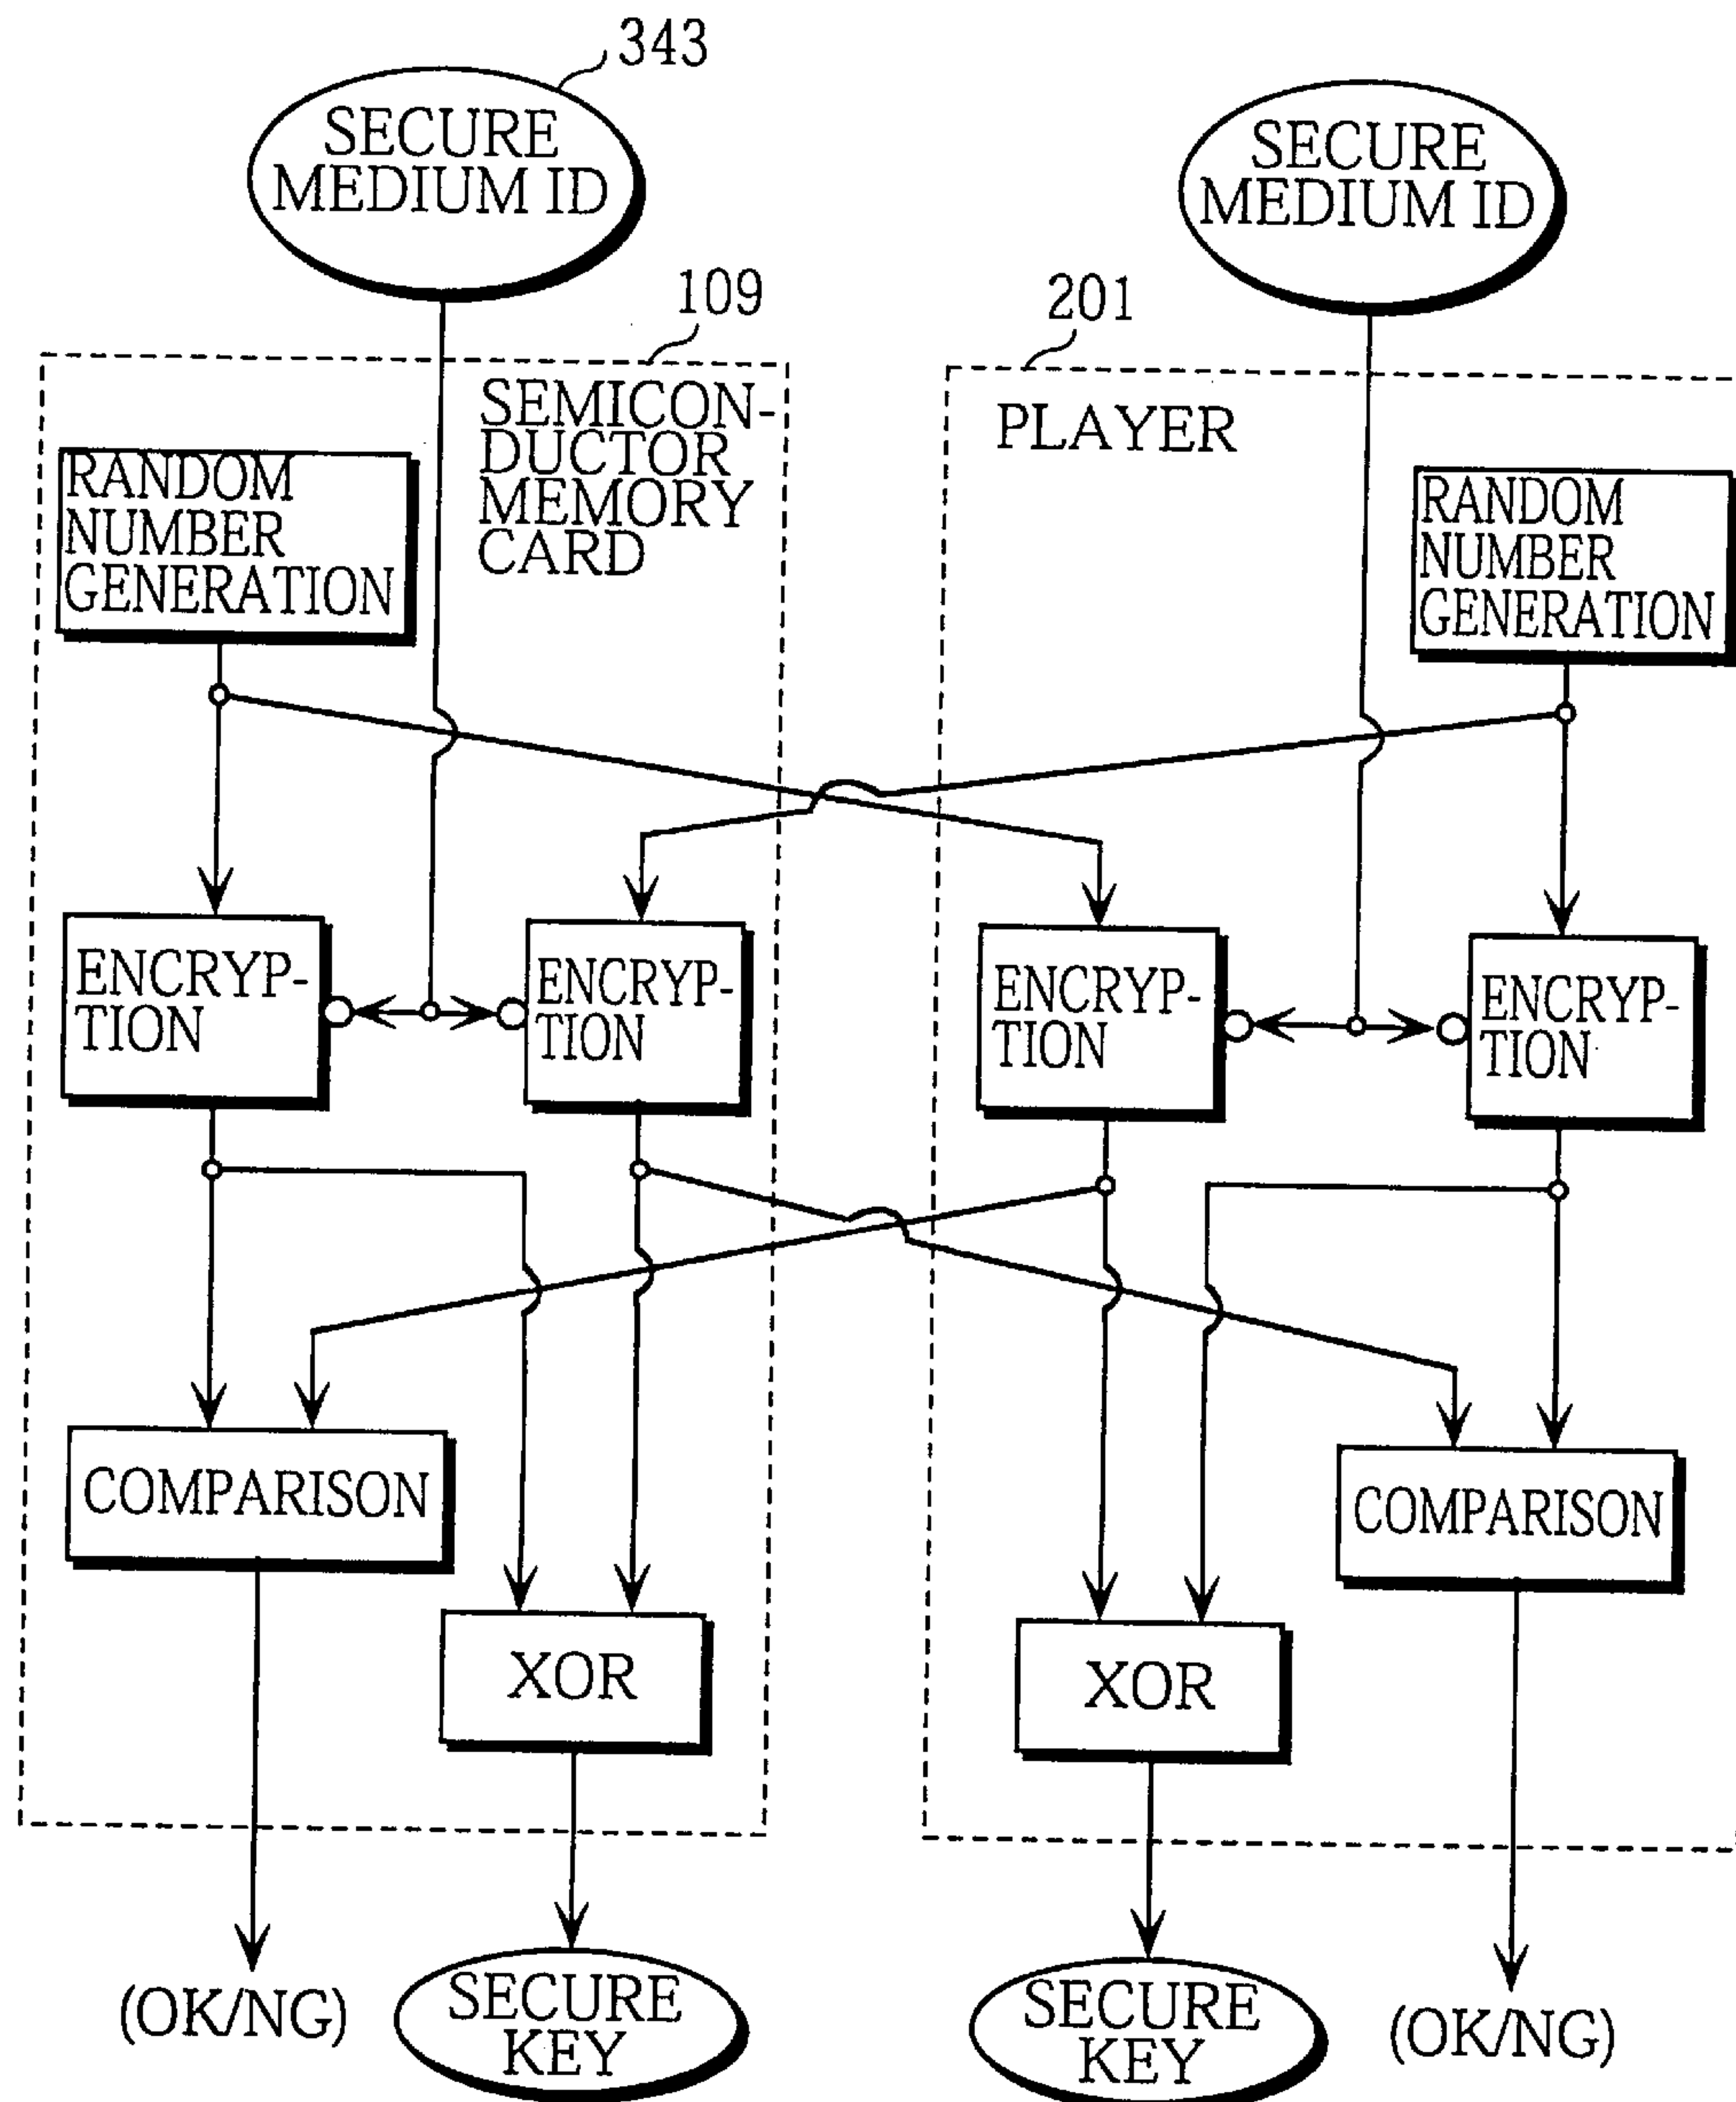 343
SECURE
MEDIUM ID
SECURE
MEDIUM ID
109
201
SEMICON-
DUCTOR
MEMORY
CARD
PLAYER
RANDOM
NUMBER
GENERATION
RANDOM
NUMBER
GENERATION
ENCRYP-
TION
ENCRYP-
TION
ENCRYP-
TION
ENCRYP-
TION
COMPARISON
COMPARISON
XOR
XOR
(OK/NG)
SECURE
KEY
SECURE
KEY
(OK/NG)